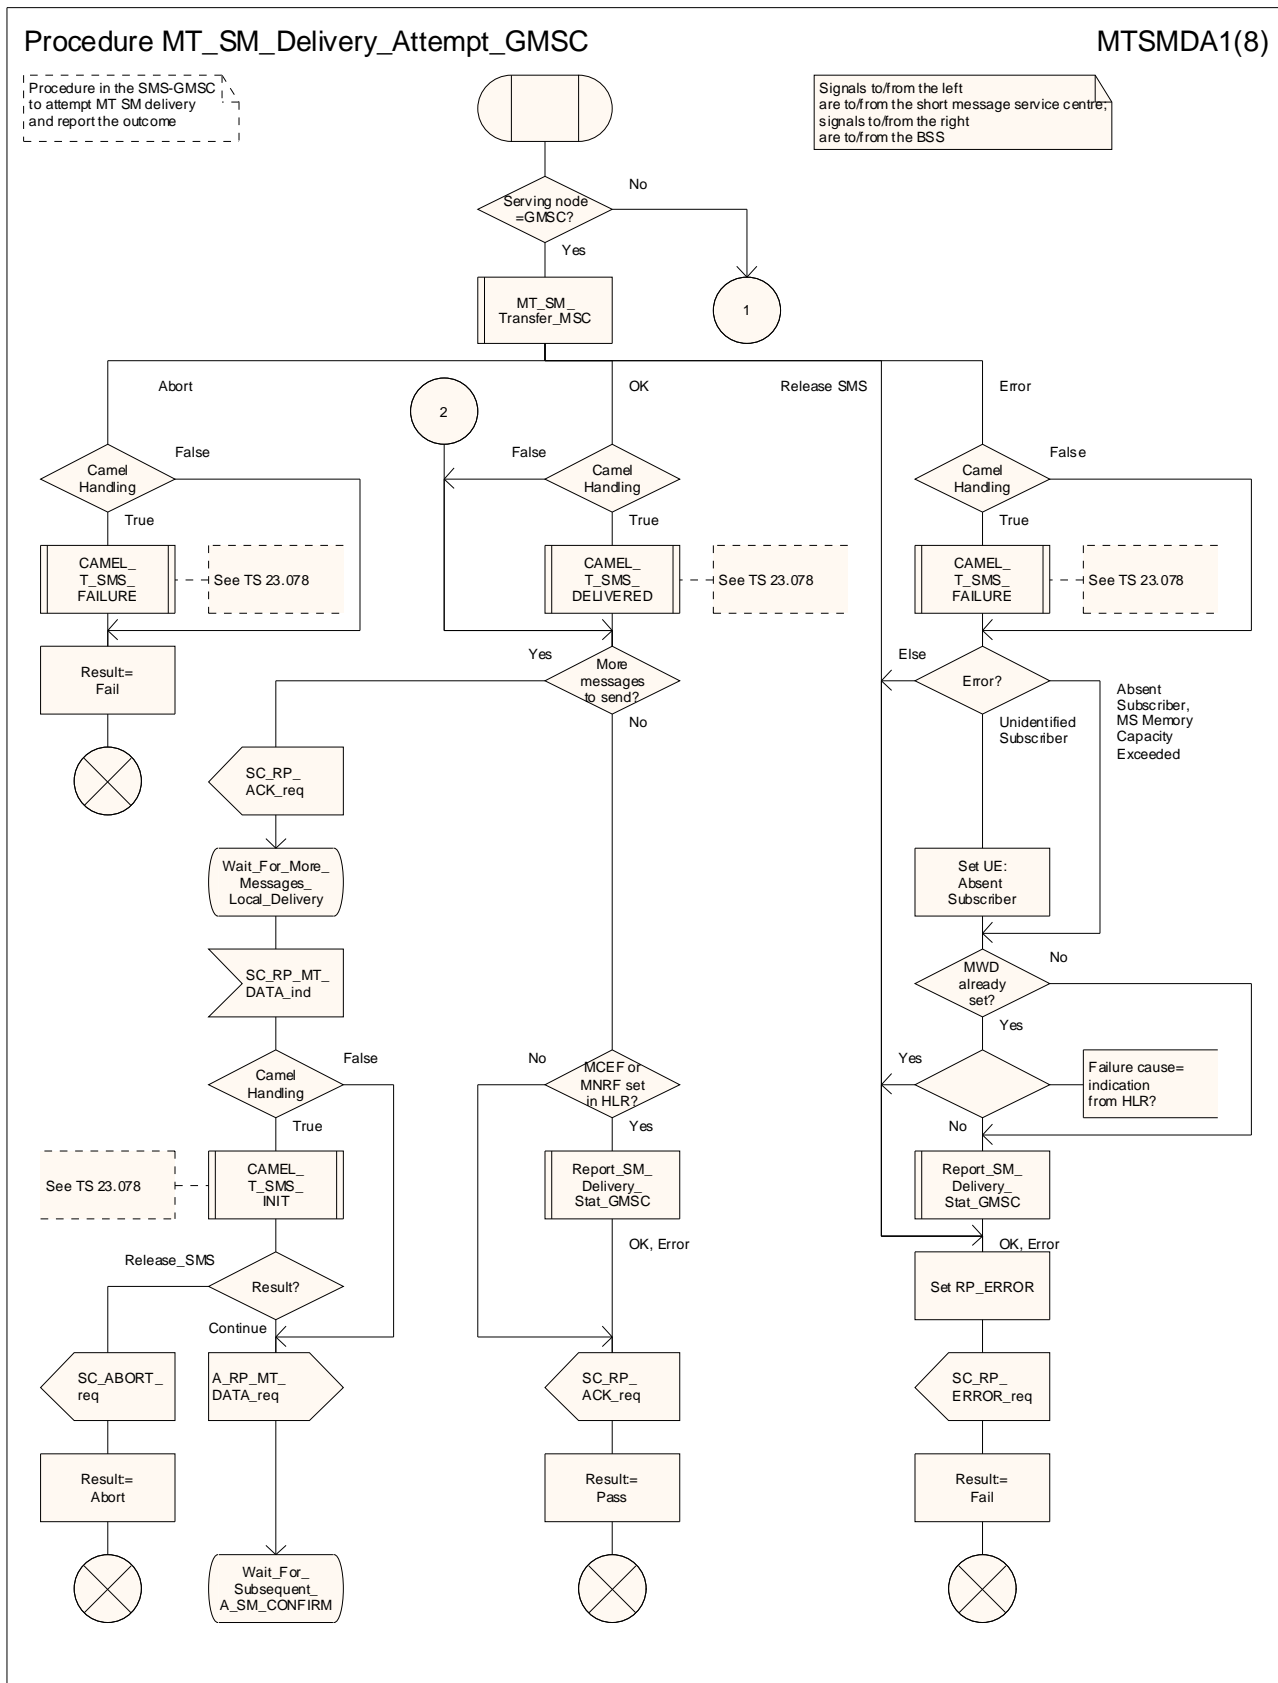 Procedure MT_SM_Delivery_Attempt_GMSC
MTSMDA1(8)
Procedure in the SMS-GMSC
to attempt MT SM delivery
and report the outcome
Signals to/from the left
are to/from the short message service centre;
signals to/from the right
are to/from the BSS
Serving node
=GMSC?
No
Yes
MT_SM_
Transfer_MSC
1
Abort
OK
Release SMS
Error
2
Camel
Handling
False
True
CAMEL_
T_SMS_
FAILURE
See TS 23.078
Result:=
Fail
False
Camel
Handling
True
CAMEL_
T_SMS_
DELIVERED
See TS 23.078
Yes
More
messages
to send?
No
Camel
Handling
False
True
CAMEL_
T_SMS_
FAILURE
See TS 23.078
Else
Error?
Unidentified
Subscriber
Absent
Subscriber,
MS Memory
Capacity
Exceeded
SC_RP_
ACK_req
Wait_For_More_
Messages_
Local_Delivery
SC_RP_MT_
DATA_ind
Camel
Handling
False
True
See TS 23.078
CAMEL_
T_SMS_
INIT
Release_SMS
Result?
Continue
SC_ABORT_
req
A_RP_MT_
DATA_req
Result:=
Abort
Wait_For_
Subsequent_
A_SM_CONFIRM
No
MCEF or
MNRF set
in HLR?
Yes
Report_SM_
Delivery_
Stat_GMSC
OK, Error
SC_RP_
ACK_req
Result:=
Pass
Set UE:
Absent
Subscriber
MWD
already
set?
No
Yes
Yes
Failure cause=
indication
from HLR?
No
Report_SM_
Delivery_
Stat_GMSC
OK, Error
Set RP_ERROR
SC_RP_
ERROR_req
Result:=
Fail